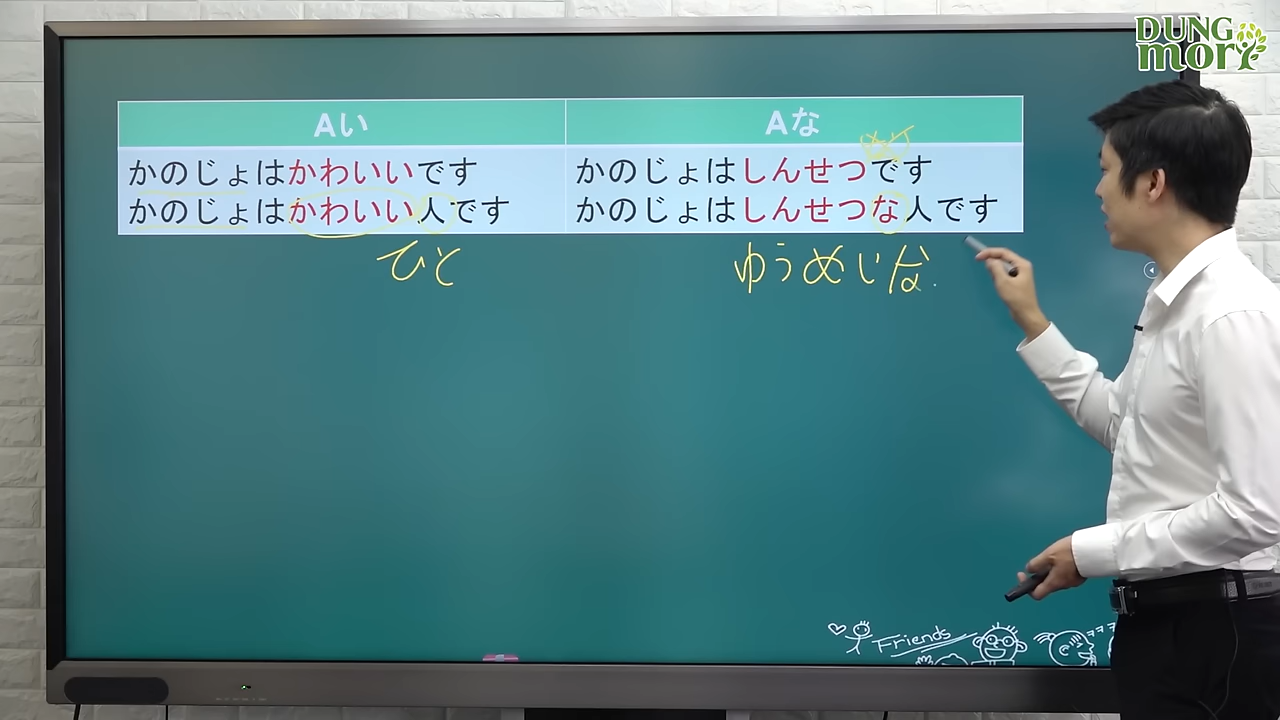 DUNG
mori
Aい
Aな
かのじょはかわいいです
かのじょはしんせつです
かのじょはかわいい人です
かのじょはしんせつな人です
ひと
ゆうめいな
Friends